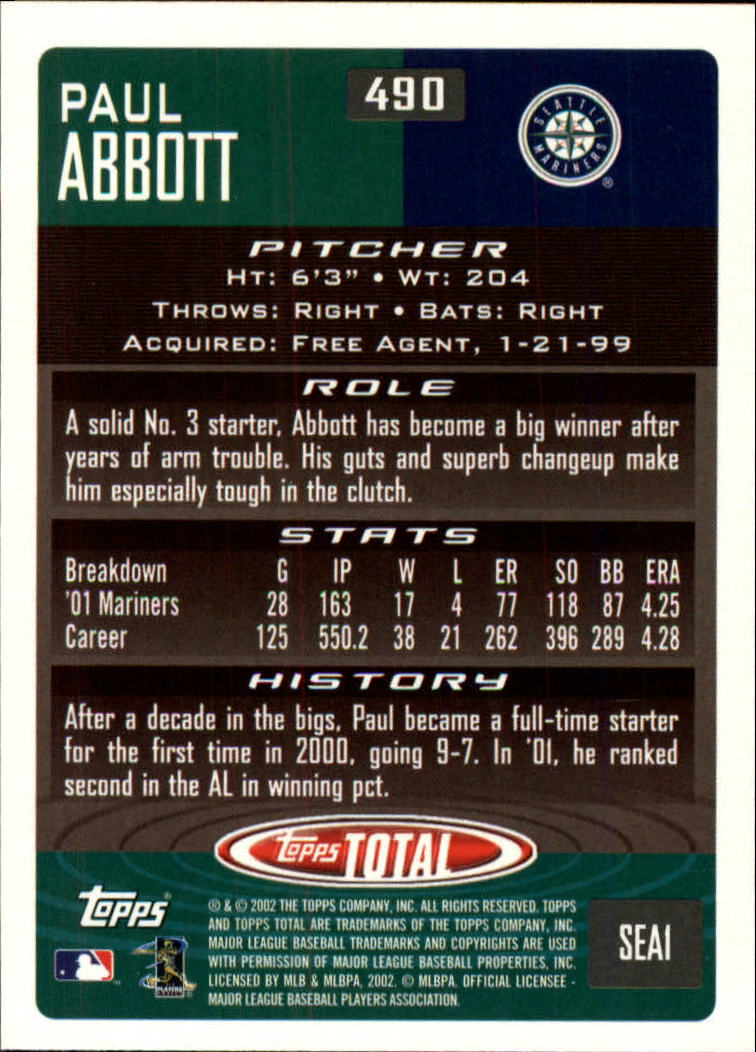 PAUL
ABBOTT
490
SEATTLE
MARINERS
®
PITCHER
HT: 6'3" • WT: 204
THROWS: RIGHT • BATS: RIGHT
ACQUIRED: FREE AGENT, 1-21-99
ROLE
A solid No. 3 starter, Abbott has become a big winner after
years of arm trouble. His guts and superb changeup make
him especially tough in the clutch.
STATS
Breakdown G IP W L ER SO BB ERA
'01 Mariners 28 163 17 4 77 118 87 4.25
Career 125 550.2 38 21 262 396 289 4.28
HISTORY
After a decade in the bigs, Paul became a full-time starter
for the first time in 2000, going 9-7. In '01, he ranked
second in the AL in winning pct.
topps TOTAL
topps®
® & © 2002 THE TOPPS COMPANY, INC. ALL RIGHTS RESERVED. TOPPS
AND TOPPS TOTAL ARE TRADEMARKS OF THE TOPPS COMPANY, INC.
MAJOR LEAGUE BASEBALL TRADEMARKS AND COPYRIGHTS ARE USED
WITH PERMISSION OF MAJOR LEAGUE BASEBALL PROPERTIES, INC.
LICENSED BY MLB & MLBPA, 2002. © MLBPA. OFFICIAL LICENSEE -
MAJOR LEAGUE BASEBALL PLAYERS ASSOCIATION.
SEA1
PLAYERS